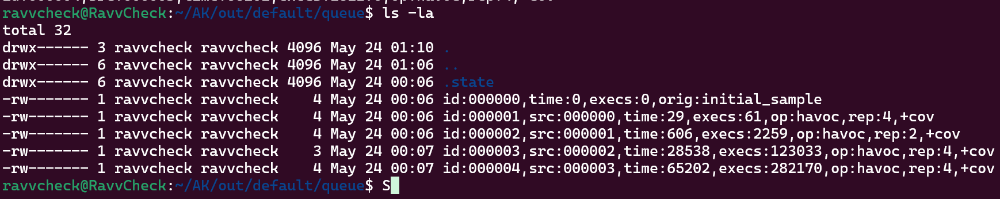 ravvcheck@RavvCheck:~/AK/out/default/queue$ ls -la
total 32
drwx------ 3 ravvcheck ravvcheck 4096 May 24 01:10 .
drwx------ 6 ravvcheck ravvcheck 4096 May 24 01:06 ..
drwx------ 6 ravvcheck ravvcheck 4096 May 24 00:06 .state
-rw------- 1 ravvcheck ravvcheck    4 May 24 00:06 id:000000,time:0,execs:0,orig:initial_sample
-rw------- 1 ravvcheck ravvcheck    4 May 24 00:06 id:000001,src:000000,time:29,execs:61,op:havoc,rep:4,+cov
-rw------- 1 ravvcheck ravvcheck    4 May 24 00:06 id:000002,src:000001,time:606,execs:2259,op:havoc,rep:2,+cov
-rw------- 1 ravvcheck ravvcheck    3 May 24 00:07 id:000003,src:000002,time:28538,execs:123033,op:havoc,rep:4,+cov
-rw------- 1 ravvcheck ravvcheck    4 May 24 00:07 id:000004,src:000003,time:65202,execs:282170,op:havoc,rep:4,+cov
ravvcheck@RavvCheck:~/AK/out/default/queue$ S